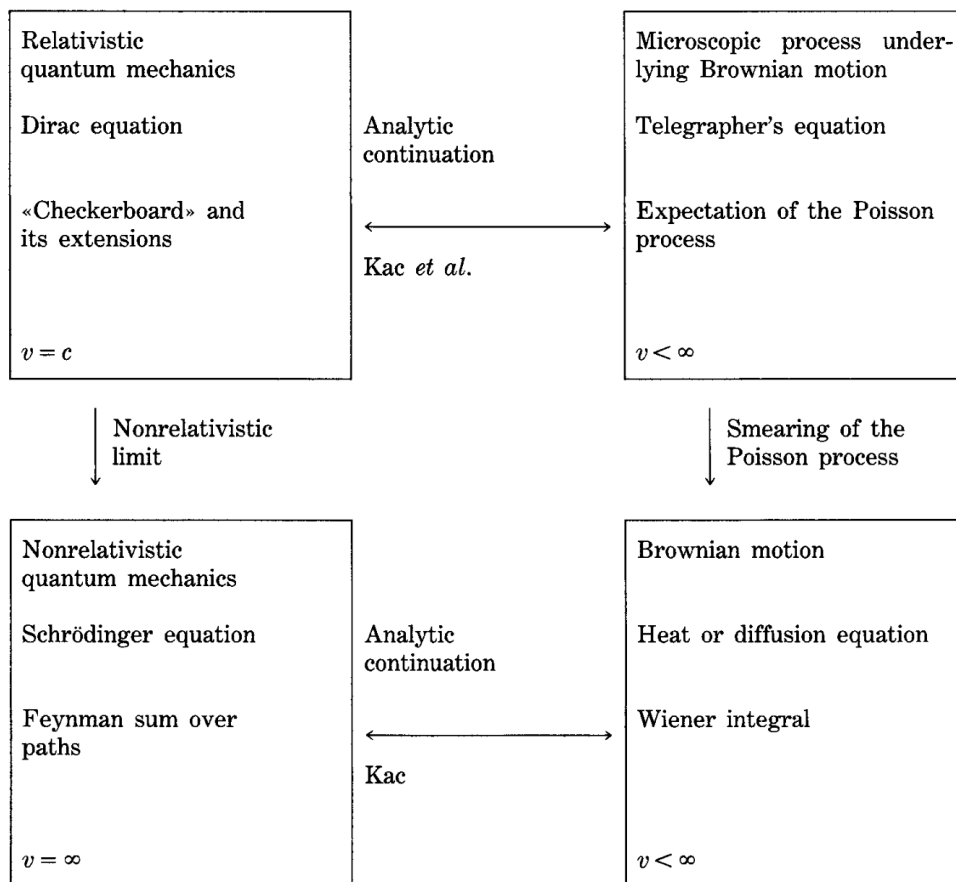 Relativistic
quantum mechanics
Dirac equation
«Checkerboard» and
its extensions
v = c
Analytic
continuation
Kac et al.
Microscopic process under-
lying Brownian motion
Telegrapher's equation
Expectation of the Poisson
process
v < ∞
Nonrelativistic
limit
Smearing of the
Poisson process
Nonrelativistic
quantum mechanics
Schrödinger equation
Feynman sum over
paths
v = ∞
Analytic
continuation
Kac
Brownian motion
Heat or diffusion equation
Wiener integral
v < ∞